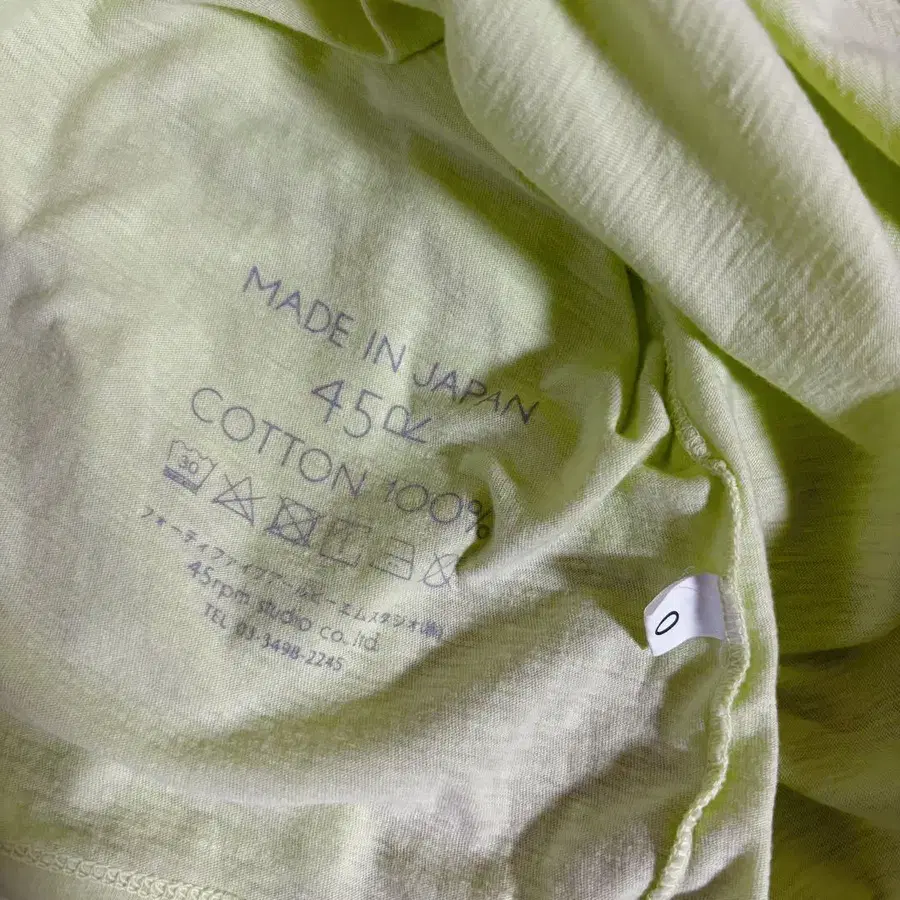 MADE IN JAPAN
45R
COTTON 100%
30
フォーティファイブアールピーエムスタジオ(株)
45rpm studio co.,ltd.
TEL 03-3498-2245
0